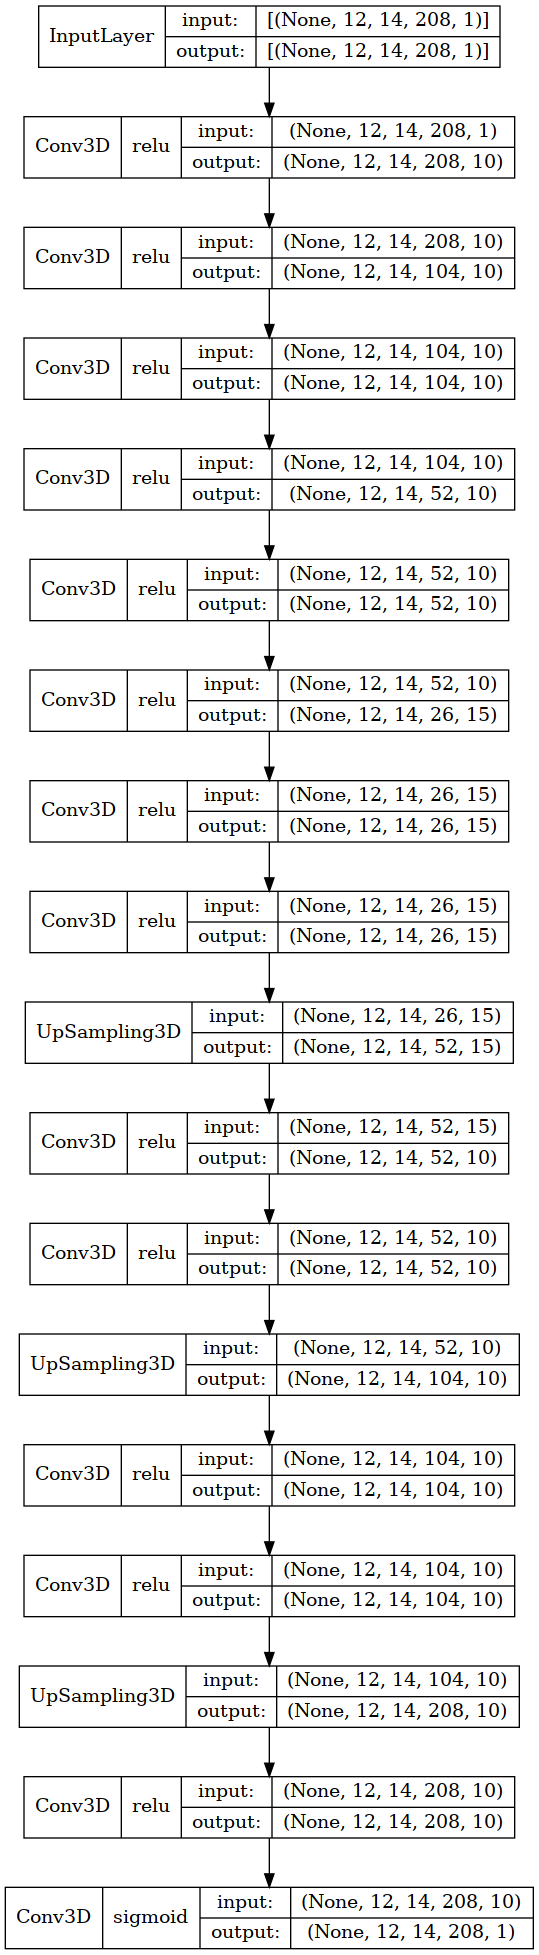 InputLayer input: [(None, 12, 14, 208, 1)]
output: [(None, 12, 14, 208, 1)]
Conv3D relu input: (None, 12, 14, 208, 1)
output: (None, 12, 14, 208, 10)
Conv3D relu input: (None, 12, 14, 208, 10)
output: (None, 12, 14, 104, 10)
Conv3D relu input: (None, 12, 14, 104, 10)
output: (None, 12, 14, 104, 10)
Conv3D relu input: (None, 12, 14, 104, 10)
output: (None, 12, 14, 52, 10)
Conv3D relu input: (None, 12, 14, 52, 10)
output: (None, 12, 14, 52, 10)
Conv3D relu input: (None, 12, 14, 52, 10)
output: (None, 12, 14, 26, 15)
Conv3D relu input: (None, 12, 14, 26, 15)
output: (None, 12, 14, 26, 15)
Conv3D relu input: (None, 12, 14, 26, 15)
output: (None, 12, 14, 26, 15)
UpSampling3D input: (None, 12, 14, 26, 15)
output: (None, 12, 14, 52, 15)
Conv3D relu input: (None, 12, 14, 52, 15)
output: (None, 12, 14, 52, 10)
Conv3D relu input: (None, 12, 14, 52, 10)
output: (None, 12, 14, 52, 10)
UpSampling3D input: (None, 12, 14, 52, 10)
output: (None, 12, 14, 104, 10)
Conv3D relu input: (None, 12, 14, 104, 10)
output: (None, 12, 14, 104, 10)
Conv3D relu input: (None, 12, 14, 104, 10)
output: (None, 12, 14, 104, 10)
UpSampling3D input: (None, 12, 14, 104, 10)
output: (None, 12, 14, 208, 10)
Conv3D relu input: (None, 12, 14, 208, 10)
output: (None, 12, 14, 208, 10)
Conv3D sigmoid input: (None, 12, 14, 208, 10)
output: (None, 12, 14, 208, 1)